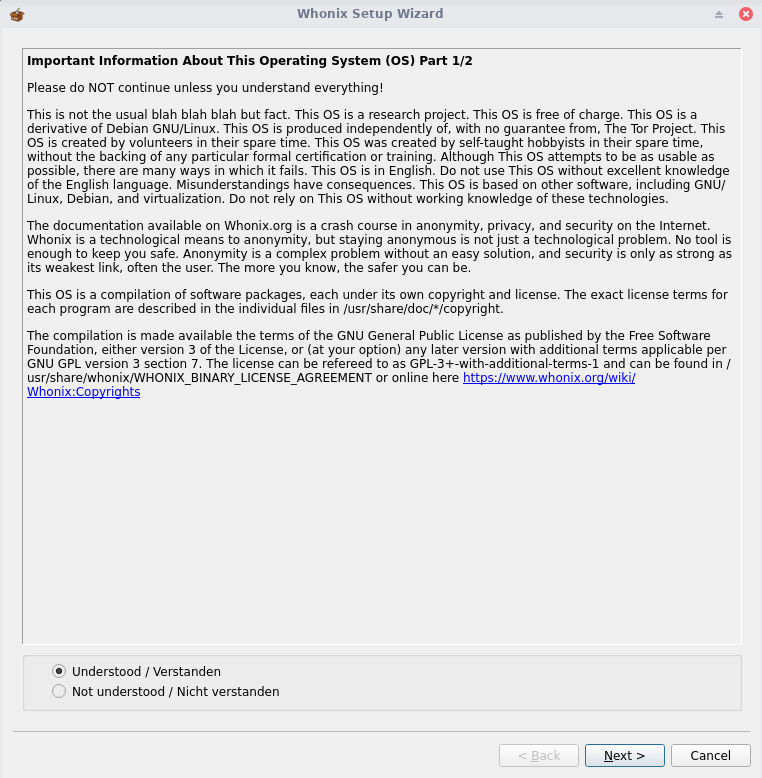 Whonix Setup Wizard
Important Information About This Operating System (OS) Part 1/2
Please do NOT continue unless you understand everything!
This is not the usual blah blah blah but fact. This OS is a research project. This OS is free of charge. This OS is a
derivative of Debian GNU/Linux. This OS is produced independently of, with no guarantee from, The Tor Project. This
OS is created by volunteers in their spare time. This OS was created by self-taught hobbyists in their spare time,
without the backing of any particular formal certification or training. Although This OS attempts to be as usable as
possible, there are many ways in which it fails. This OS is in English. Do not use This OS without excellent knowledge
of the English language. Misunderstandings have consequences. This OS is based on other software, including GNU/
Linux, Debian, and virtualization. Do not rely on This OS without working knowledge of these technologies.
The documentation available on Whonix.org is a crash course in anonymity, privacy, and security on the Internet.
Whonix is a technological means to anonymity, but staying anonymous is not just a technological problem. No tool is
enough to keep you safe. Anonymity is a complex problem without an easy solution, and security is only as strong as
its weakest link, often the user. The more you know, the safer you can be.
This OS is a compilation of software packages, each under its own copyright and license. The exact license terms for
each program are described in the individual files in /usr/share/doc/*/copyright.
The compilation is made available the terms of the GNU General Public License as published by the Free Software
Foundation, either version 3 of the License, or (at your option) any later version with additional terms applicable per
GNU GPL version 3 section 7. The license can be refereed to as GPL-3+-with-additional-terms-1 and can be found in /
usr/share/whonix/WHONIX_BINARY_LICENSE_AGREEMENT or online here https://www.whonix.org/wiki/
Whonix:Copyrights
Understood / Verstanden
Not understood / Nicht verstanden
< Back
Next >
Cancel